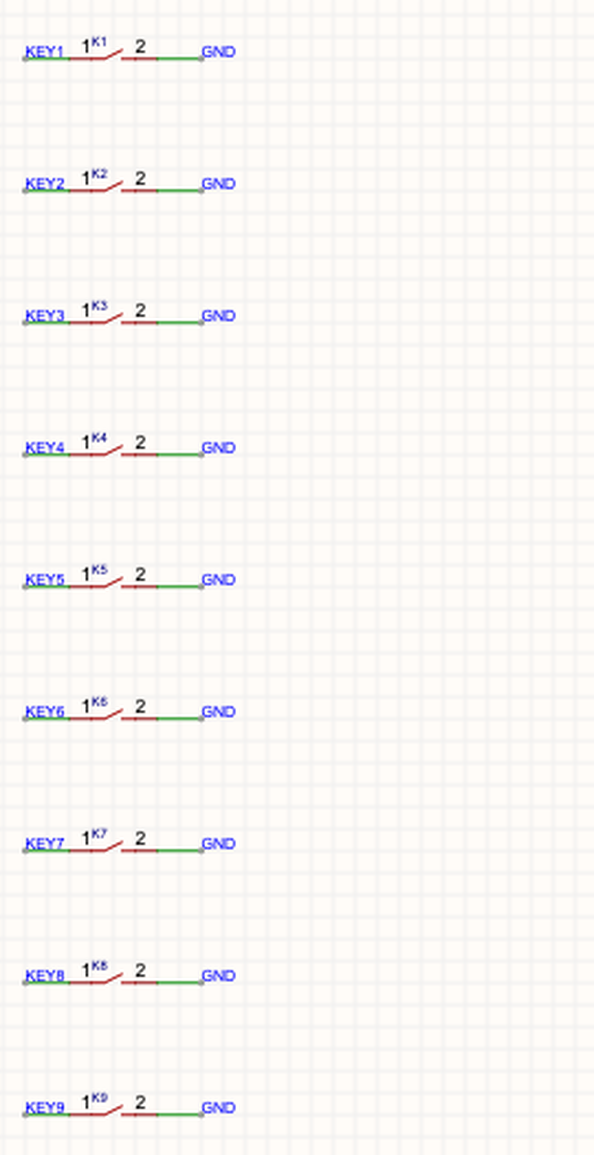 KEY1 1 K1 2 GND
KEY2 1 K2 2 GND
KEY3 1 K3 2 GND
KEY4 1 K4 2 GND
KEY5 1 K5 2 GND
KEY6 1 K6 2 GND
KEY7 1 K7 2 GND
KEY8 1 K8 2 GND
KEY9 1 K9 2 GND